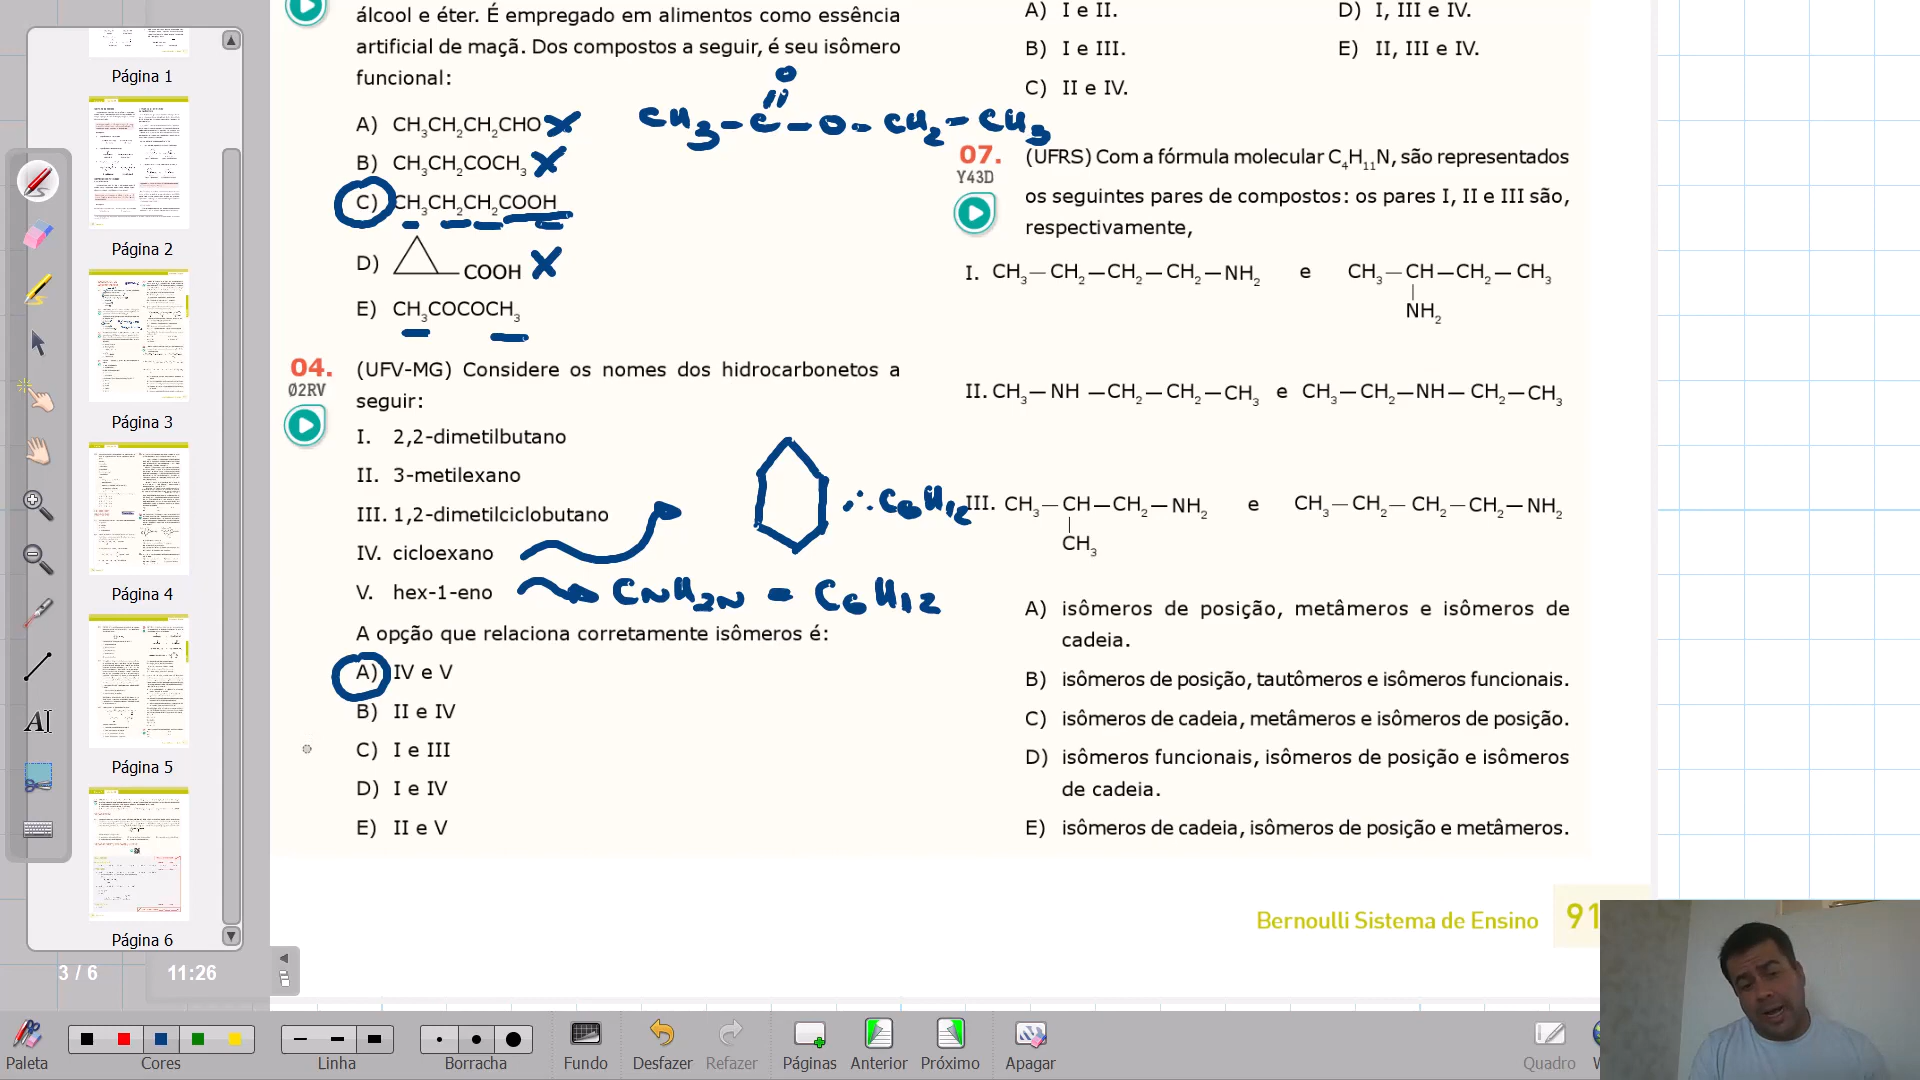 Página 1
Página 2
Página 3
Página 4
Página 5
Página 6
3 / 6
11:26
álcool e éter. É empregado em alimentos como essência
artificial de maçã. Dos compostos a seguir, é seu isômero
funcional:
O
CH3-C-O-CH2-CH3
A) CH₃CH₂CH₂CHO
B) CH₃CH₂COCH₃
C) CH₃CH₂CH₂COOH
D) COOH
E) CH₃COCOCH₃
04.
Ø2RV
(UFV-MG) Considere os nomes dos hidrocarbonetos a
seguir:
I. 2,2-dimetilbutano
II. 3-metilexano
III. 1,2-dimetilciclobutano
IV. cicloexano
V. hex-1-eno
∴ C6H12
CNH2N = C6H12
A opção que relaciona corretamente isômeros é:
A) IV e V
B) II e IV
C) I e III
D) I e IV
E) II e V
A) I e II.
B) I e III.
C) II e IV.
D) I, III e IV.
E) II, III e IV.
07.
Y43D
(UFRS) Com a fórmula molecular C₄H₁₁N, são representados
os seguintes pares de compostos: os pares I, II e III são,
respectivamente,
I. CH₃—CH₂—CH₂—CH₂—NH₂ e CH₃—CH—CH₂—CH₃
NH₂
II. CH₃—NH—CH₂—CH₂—CH₃ e CH₃—CH₂—NH—CH₂—CH₃
III. CH₃—CH—CH₂—NH₂ e CH₃—CH₂—CH₂—CH₂—NH₂
CH₃
A) isômeros de posição, metâmeros e isômeros de
cadeia.
B) isômeros de posição, tautômeros e isômeros funcionais.
C) isômeros de cadeia, metâmeros e isômeros de posição.
D) isômeros funcionais, isômeros de posição e isômeros
de cadeia.
E) isômeros de cadeia, isômeros de posição e metâmeros.
Bernoulli Sistema de Ensino 91
Paleta
Cores
Linha
Borracha
Fundo
Desfazer
Refazer
Páginas
Anterior
Próximo
Apagar
Quadro